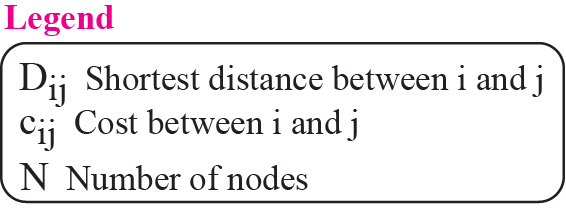 Legend
Dij Shortest distance between i and j
cij Cost between i and j
N Number of nodes